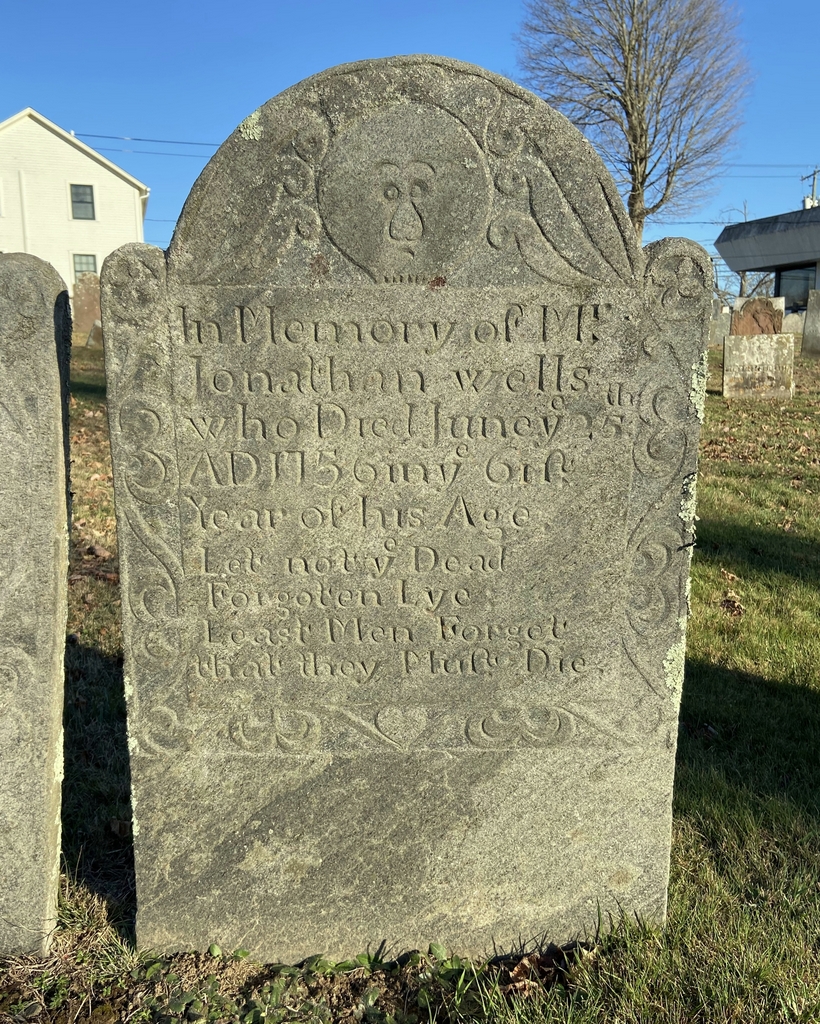 In Memory of Mr.
Jonathan wells
who Died June ye 25th
AD 1756 in ye 61st
Year of his Age.
Let not ye Dead
Forgoten Lye
Least Men Forget
that they Must Die.